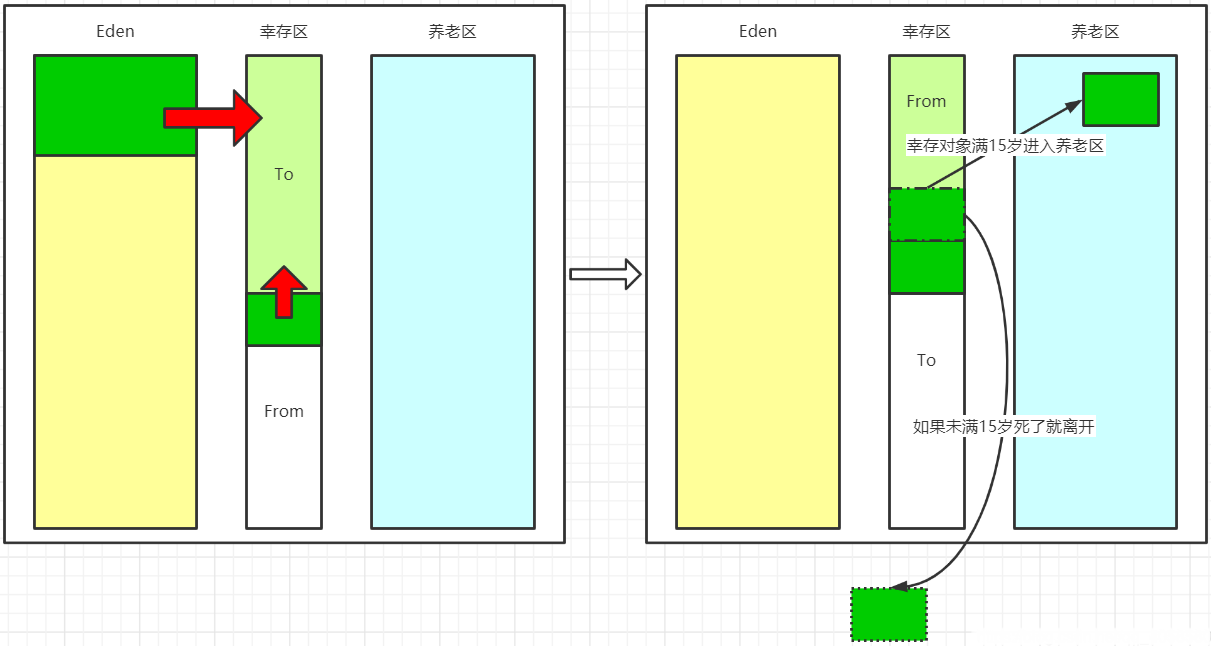 Eden
幸存区
养老区
To
From
Eden
幸存区
养老区
From
幸存对象满15岁进入养老区
To
如果未满15岁死了就离开